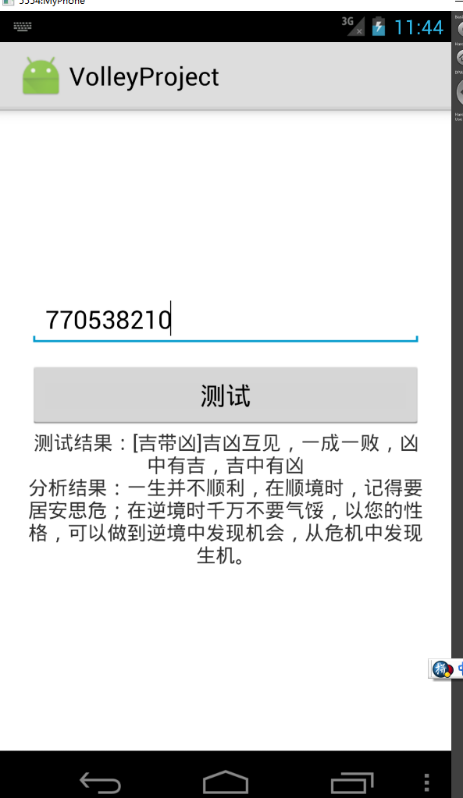 5554:MyPhone
3G
11:44
VolleyProject
770538210
测试
测试结果：[吉带凶]吉凶互见，一成一败，凶
中有吉，吉中有凶
分析结果：一生并不顺利，在顺境时，记得要
居安思危；在逆境时千万不要气馁，以您的性
格，可以做到逆境中发现机会，从危机中发现
生机。